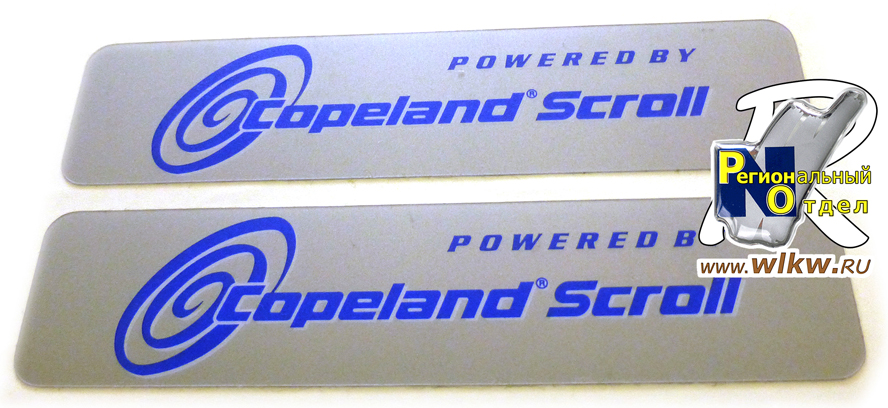 POWERED BY
Copeland® Scroll
POWERED B
Copeland® Scroll
R
N
Региональный
Отдел
www.wlkw.ru